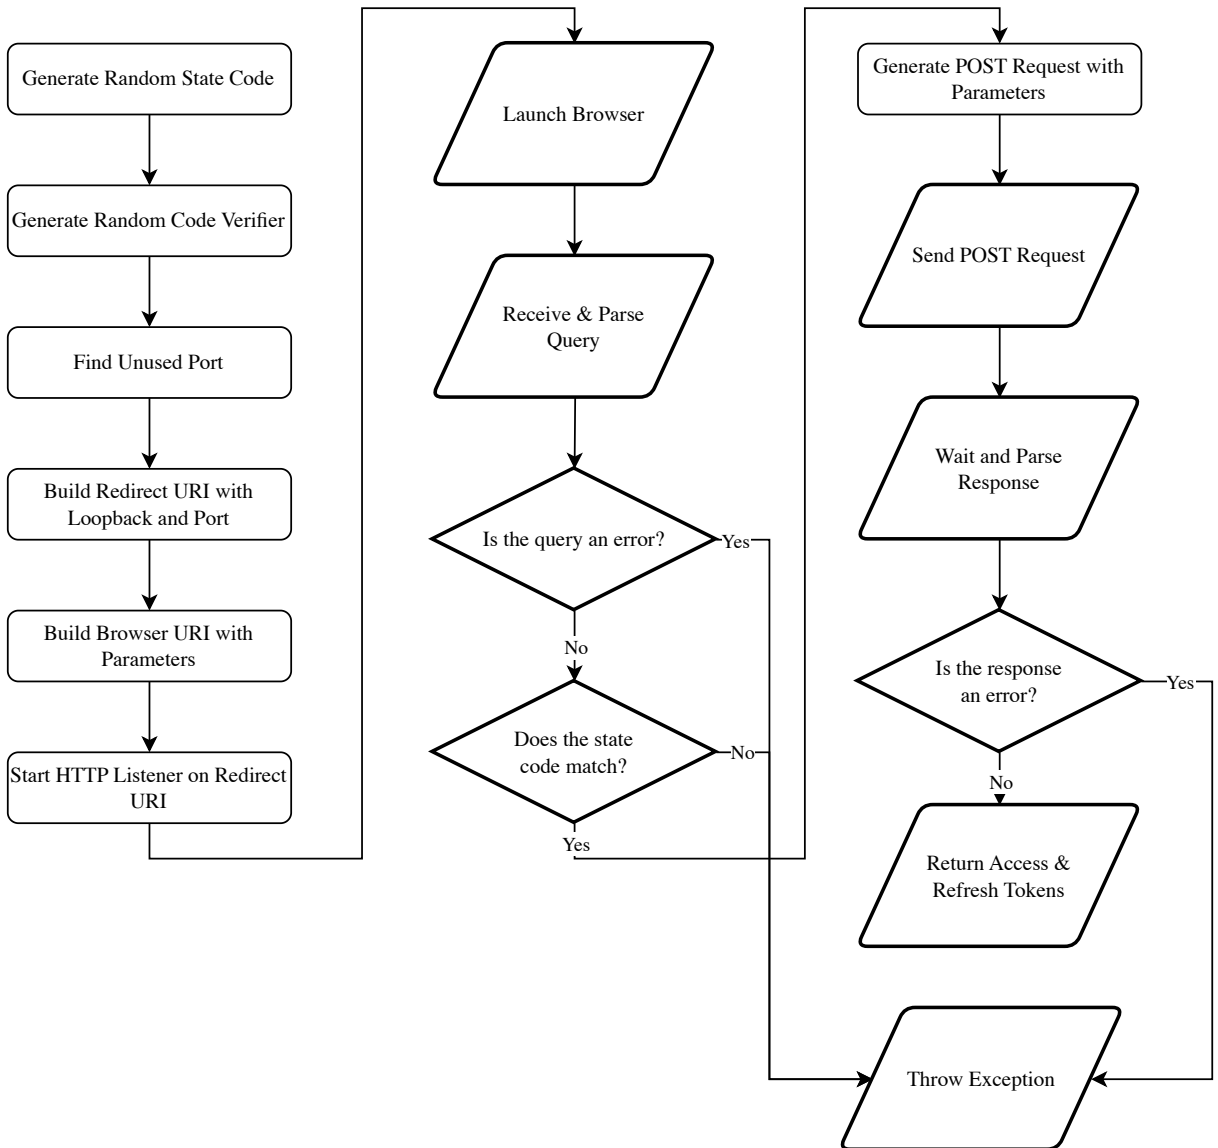 Generate Random State Code
Generate Random Code Verifier
Find Unused Port
Build Redirect URI with
Loopback and Port
Build Browser URI with
Parameters
Start HTTP Listener on Redirect
URI
Launch Browser
Receive & Parse
Query
Is the query an error?
Yes
No
Does the state
code match?
No
Yes
Generate POST Request with
Parameters
Send POST Request
Wait and Parse
Response
Is the response
an error?
Yes
No
Return Access &
Refresh Tokens
Throw Exception